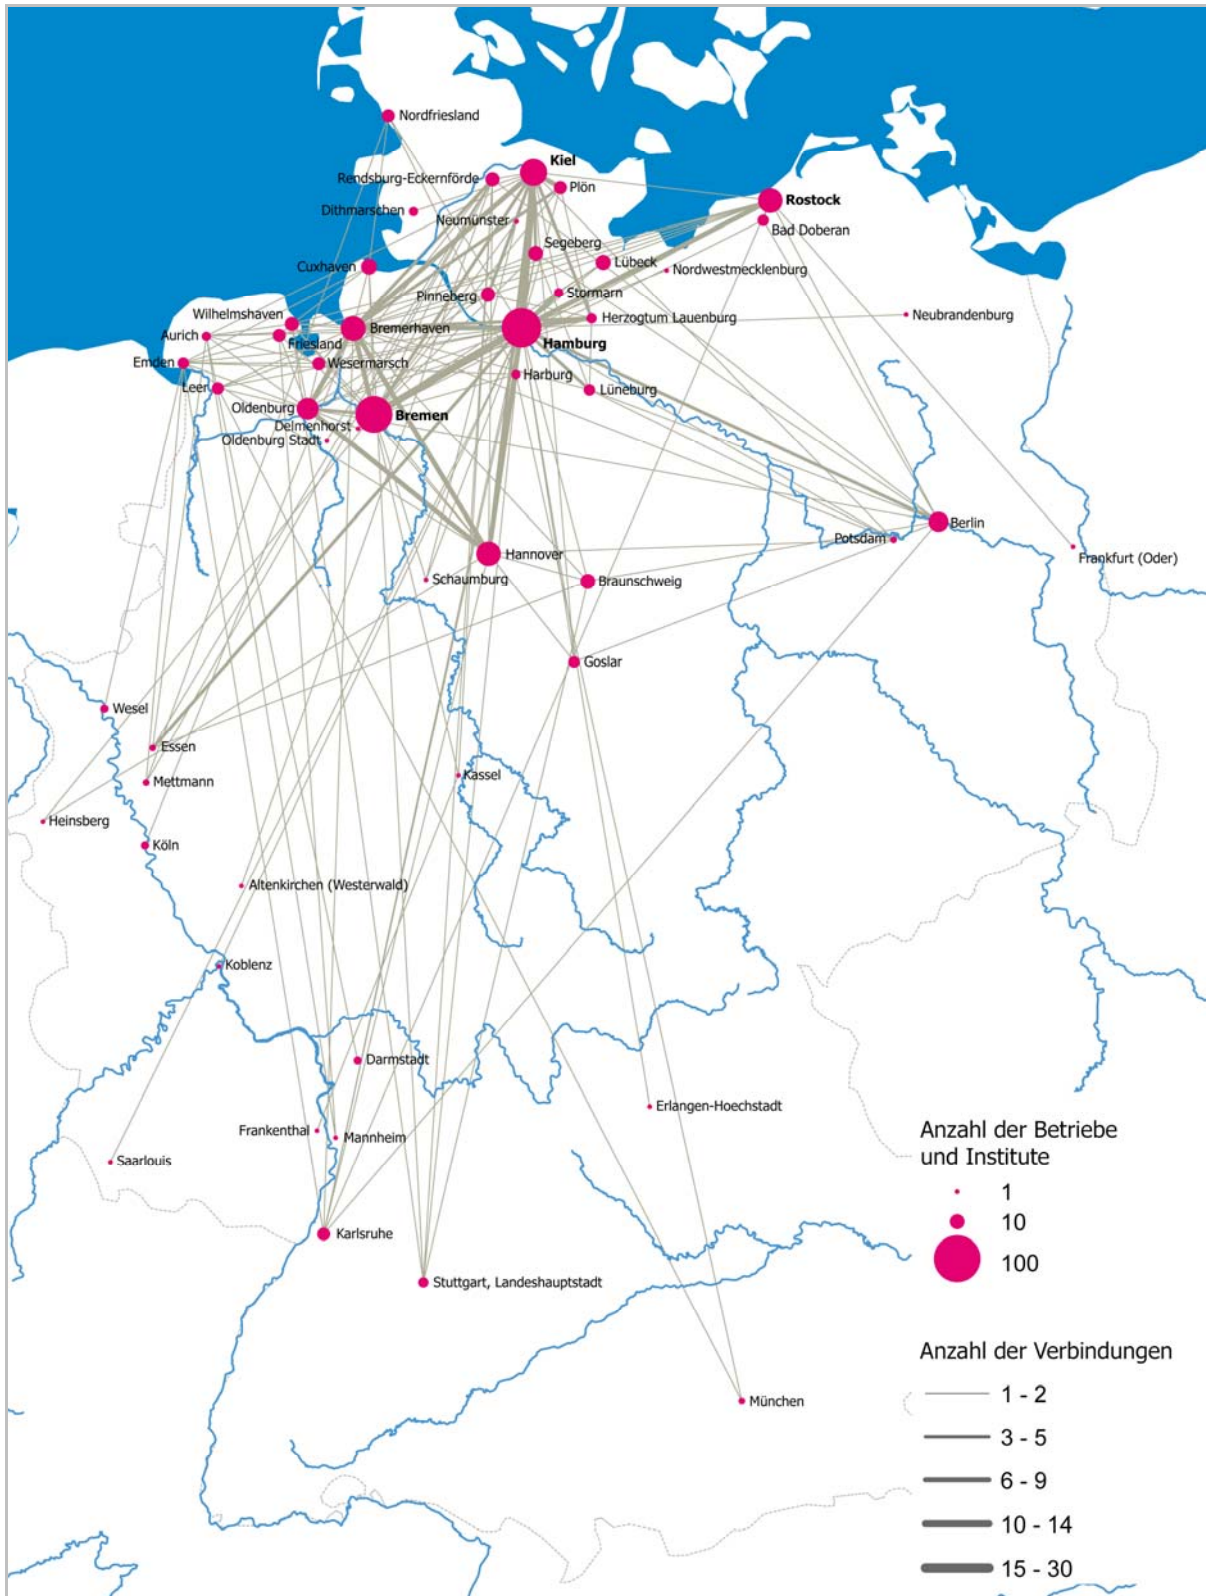 Nordfriesland
Kiel
Rendsburg-Eckernförde
Plön
Rostock
Dithmarschen
Neumünster
Bad Doberan
Segeberg
Cuxhaven
Lübeck
Nordwestmecklenburg
Pinneberg
Stormarn
Wilhelmshaven
Herzogtum Lauenburg
Neubrandenburg
Aurich
Bremerhaven
Friesland
Hamburg
Emden
Wesermarsch
Harburg
Leer
Lüneburg
Oldenburg
Bremen
Delmenhorst
Oldenburg Stadt
Berlin
Potsdam
Hannover
Frankfurt (Oder)
Schaumburg
Braunschweig
Goslar
Wesel
Essen
Kassel
Mettmann
Heinsberg
Köln
Altenkirchen (Westerwald)
Koblenz
Darmstadt
Erlangen-Hoechstadt
Frankenthal
Mannheim
Saarlouis
Karlsruhe
Stuttgart, Landeshauptstadt
München
Anzahl der Betriebe
und Institute
1
10
100
Anzahl der Verbindungen
1 - 2
3 - 5
6 - 9
10 - 14
15 - 30